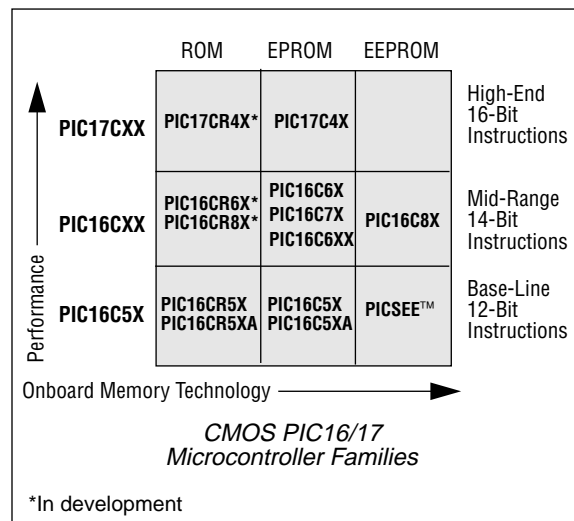 ROM EPROM EEPROM
PIC17CXX
PIC17CR4X*
PIC17C4X
High-End
16-Bit
Instructions
PIC16CXX
PIC16CR6X*
PIC16CR8X*
PIC16C6X
PIC16C7X
PIC16C6XX
PIC16C8X
Mid-Range
14-Bit
Instructions
PIC16C5X
PIC16CR5X
PIC16CR5XA
PIC16C5X
PIC16C5XA
PICSEE™
Base-Line
12-Bit
Instructions
Performance
Onboard Memory Technology
CMOS PIC16/17
Microcontroller Families
*In development